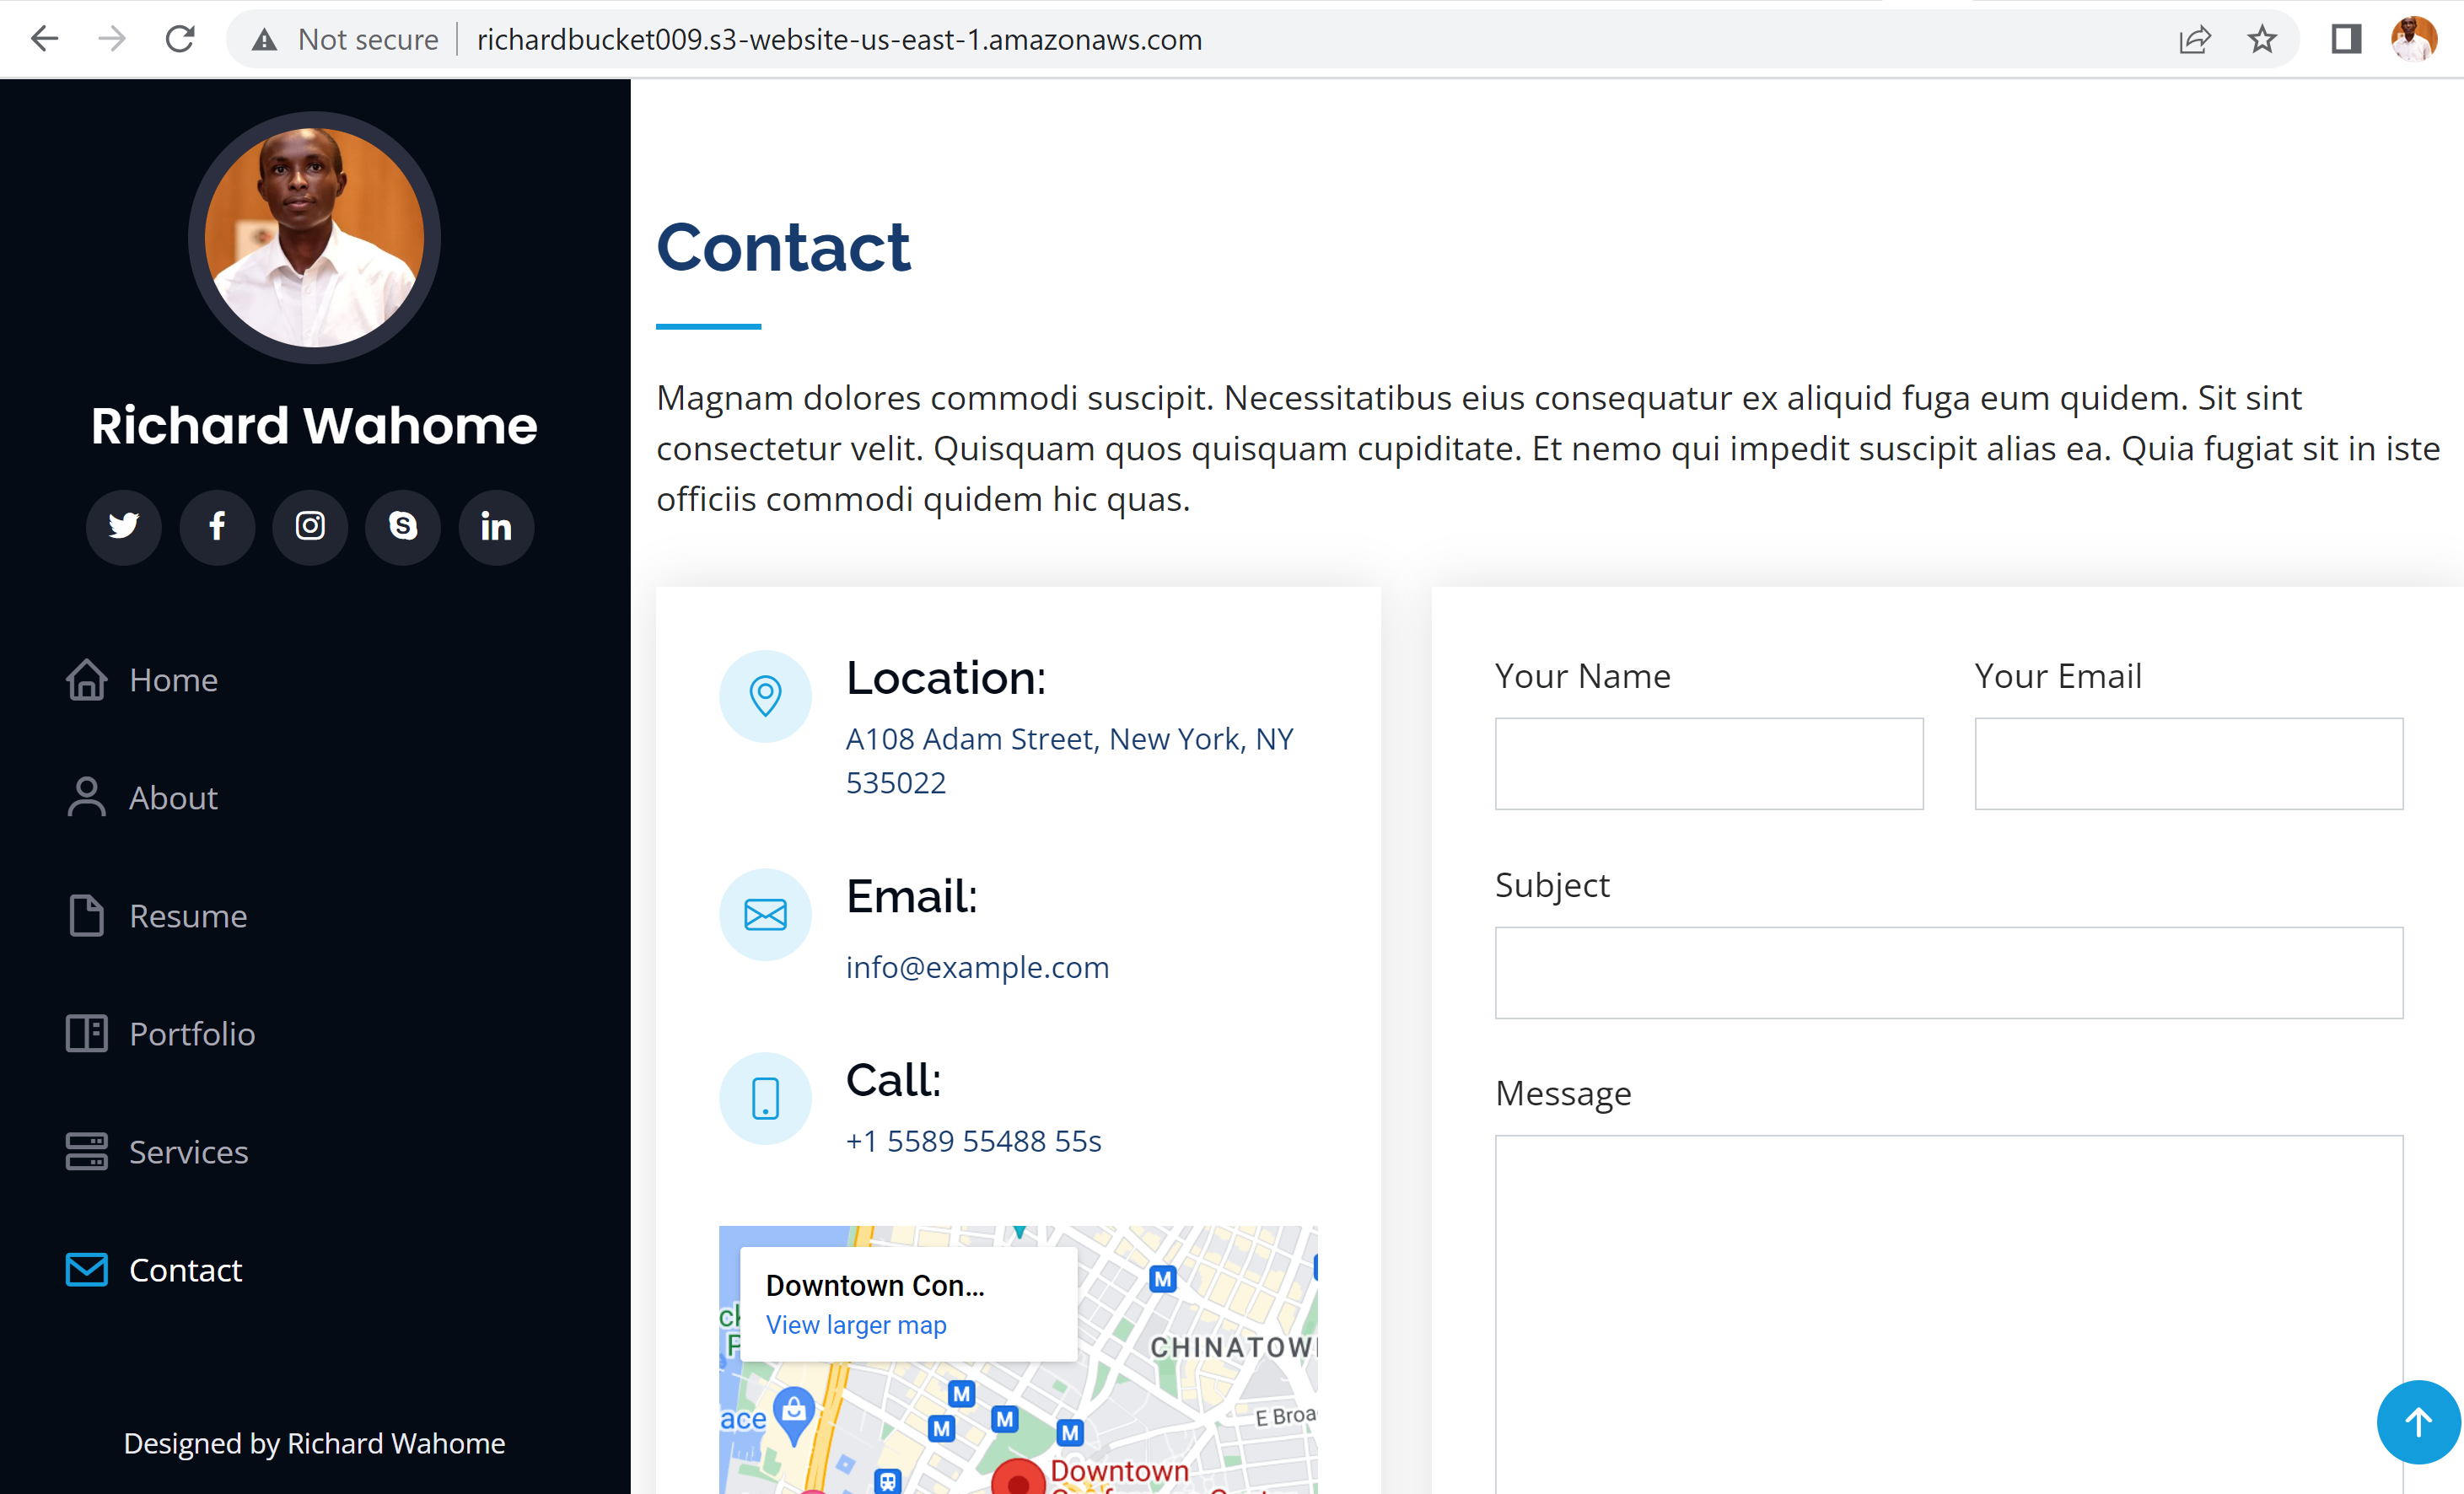 Not secure
richardbucket009.s3-website-us-east-1.amazonaws.com
Richard Wahome
Home
About
Resume
Portfolio
Services
Contact
Designed by Richard Wahome
Contact
Magnam dolores commodi suscipit. Necessitatibus eius consequatur ex aliquid fuga eum quidem. Sit sint
consectetur velit. Quisquam quos quisquam cupiditate. Et nemo qui impedit suscipit alias ea. Quia fugiat sit in iste
officiis commodi quidem hic quas.
Location:
A108 Adam Street, New York, NY
535022
Email:
info@example.com
Call:
+1 5589 55488 55s
Downtown Con...
View larger map
CHINATOW
ace
E Broa
M
M
M
M
M
Downtown
Your Name
Your Email
Subject
Message